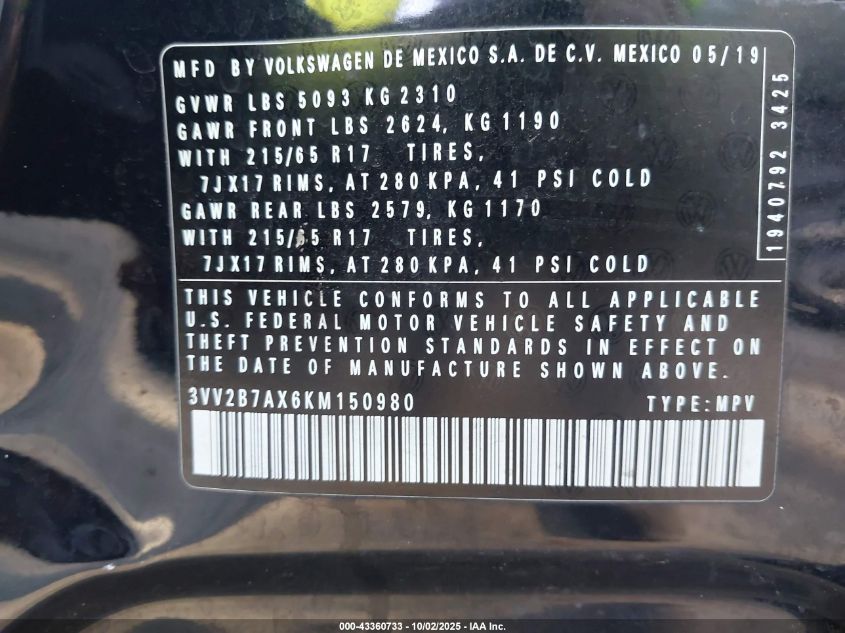 MFD BY VOLKSWAGEN DE MEXICO S.A. DE C.V. MEXICO 05/19
GVWR LBS 5093 KG 2310
GAWR FRONT LBS 2624, KG 1190
WITH 215/65 R17 TIRES,
7JX17 RIMS, AT 280 KPA, 41 PSI COLD
GAWR REAR LBS 2579, KG 1170
WITH 215/65 R17 TIRES,
7JX17 RIMS, AT 280 KPA, 41 PSI COLD
1940792 3425
THIS VEHICLE CONFORMS TO ALL APPLICABLE
U.S. FEDERAL MOTOR VEHICLE SAFETY AND
THEFT PREVENTION STANDARDS IN EFFECT ON
THE DATE OF MANUFACTURE SHOWN ABOVE.
3VV2B7AX6KM150980 TYPE: MPV
000-43360733 - 10/02/2025 - IAA Inc.